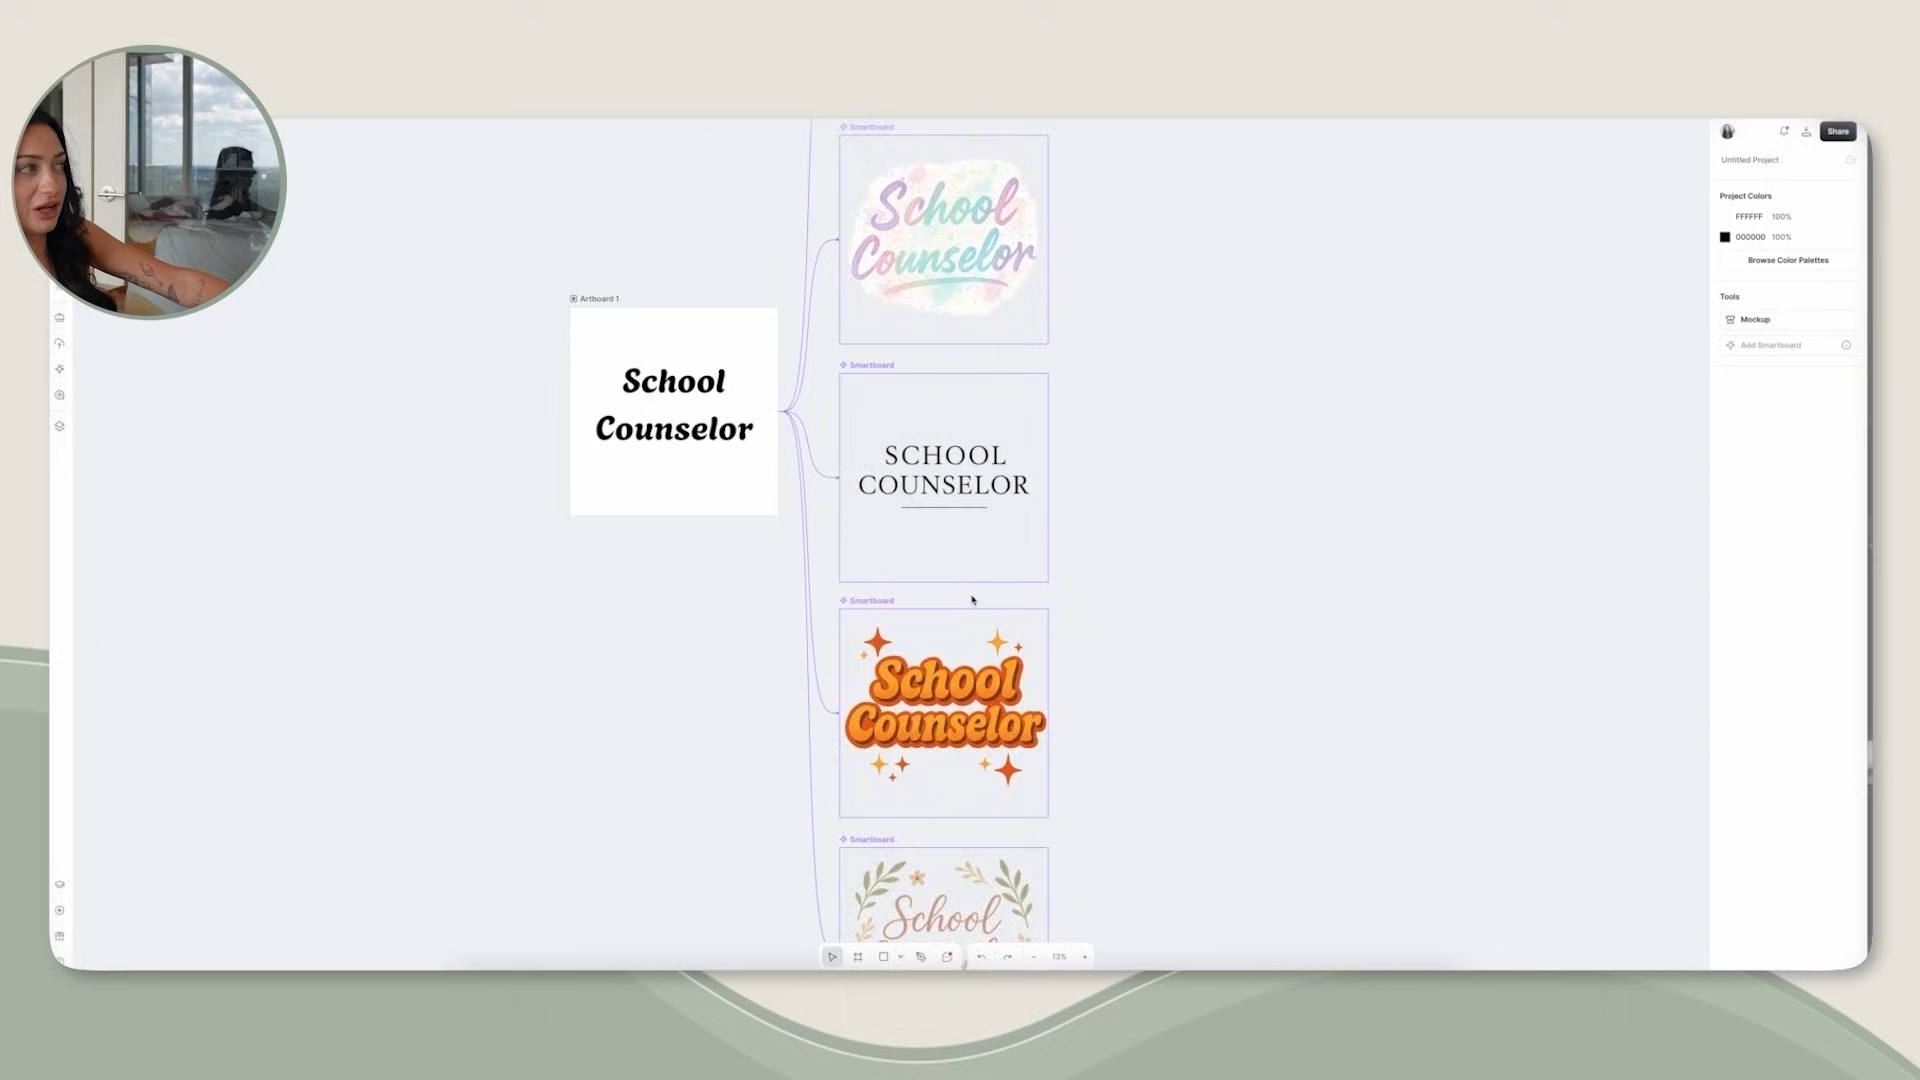 Smartboard
School
Counselor
Artboard 1
School
Counselor
Smartboard
SCHOOL
COUNSELOR
Smartboard
School
Counselor
Smartboard
School
Share
Untitled Project
Project Colors
FFFFFF 100%
000000 100%
Browse Color Palettes
Tools
Mockup
Add Smartboard
13%